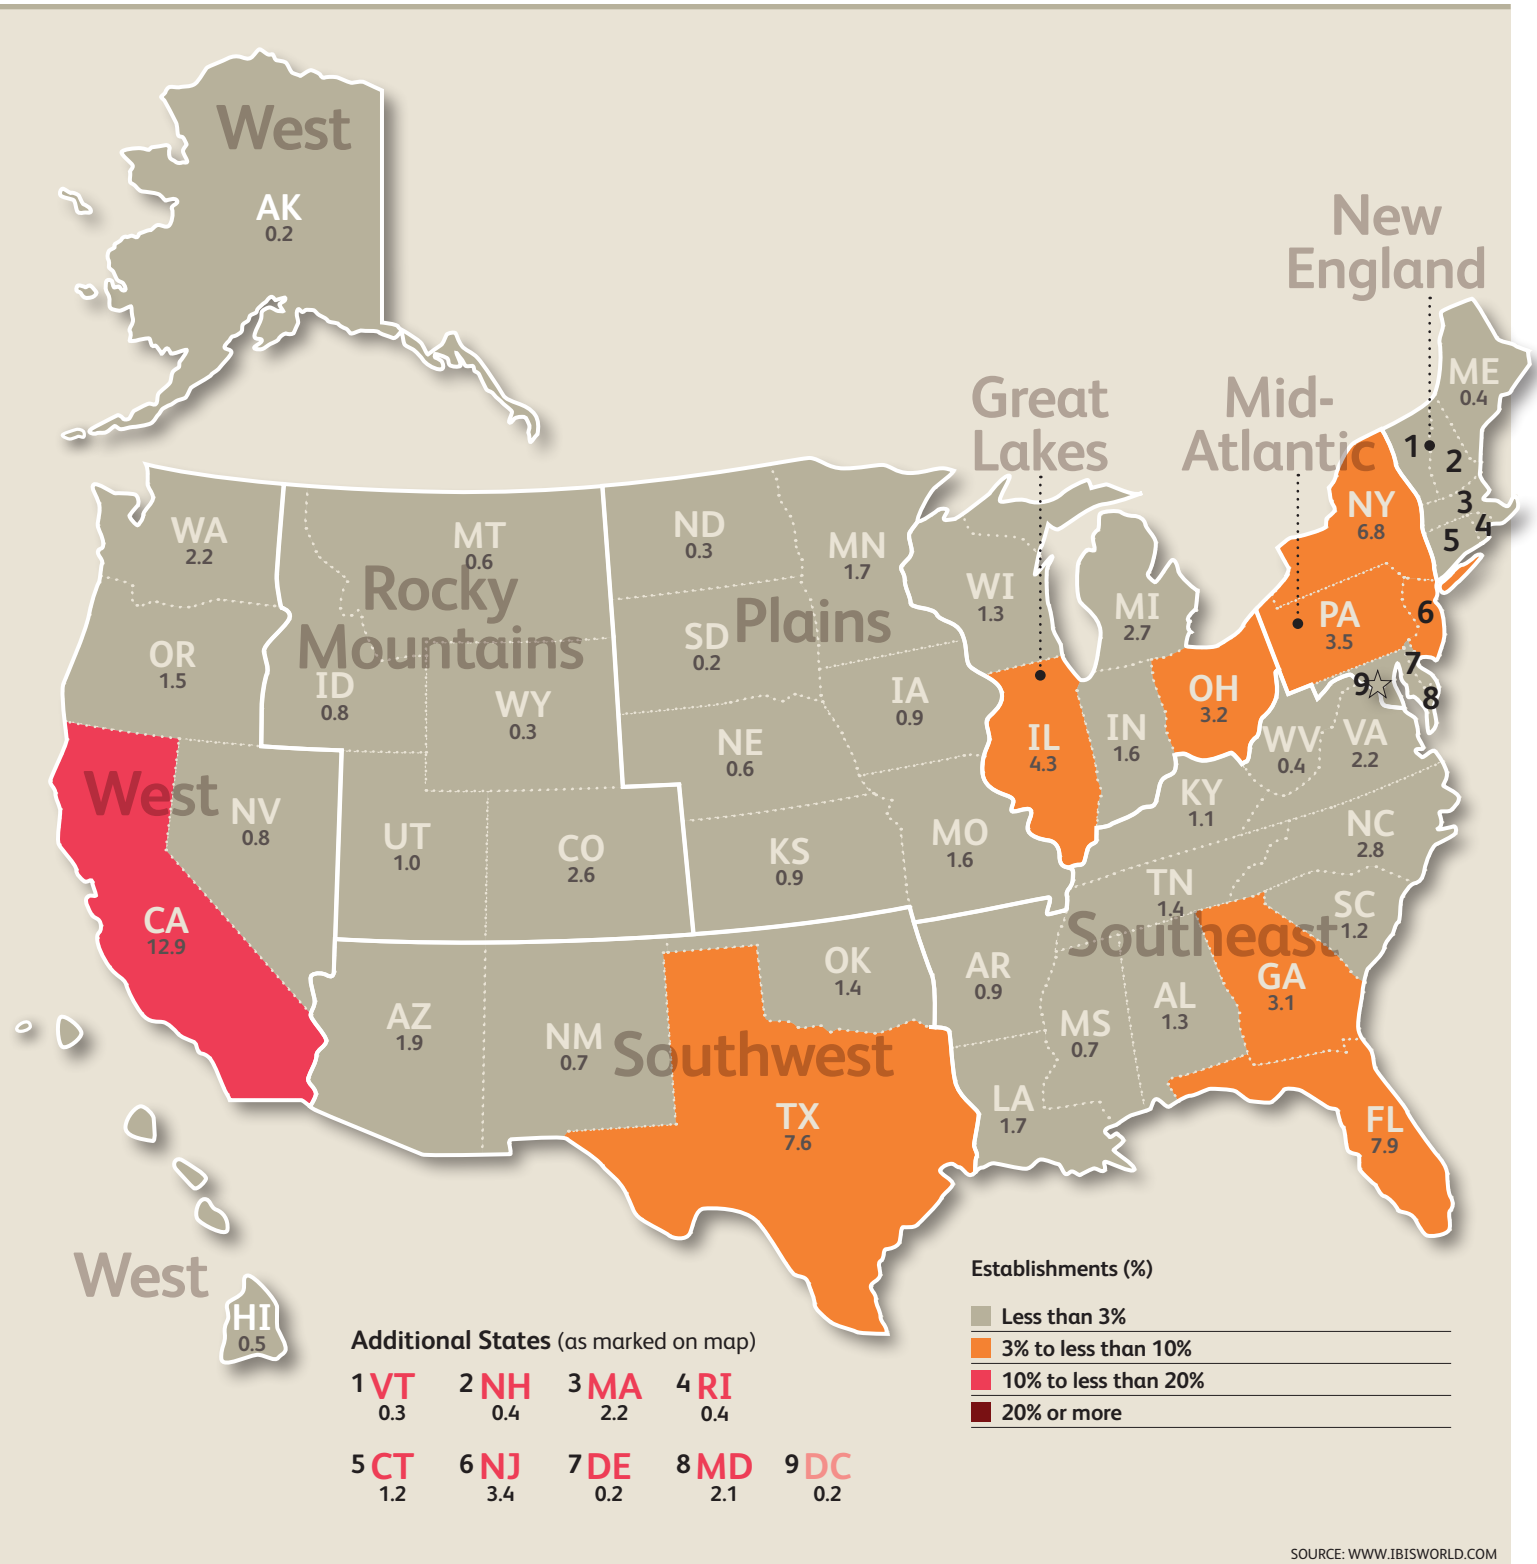 West
AK
0.2
New
England
ME
0.4
Great
Lakes
Mid-
Atlantic
1
2
3
4
5
NY
6.8
WA
2.2
MT
0.6
Rocky
Mountains
ND
0.3
MN
1.7
Plains
WI
1.3
MI
2.7
PA
3.5
6
7
8
9
OR
1.5
ID
0.8
WY
0.3
SD
0.2
IA
0.9
NE
0.6
IL
4.3
IN
1.6
OH
3.2
WV
0.4
VA
2.2
West
NV
0.8
UT
1.0
CO
2.6
KS
0.9
MO
1.6
KY
1.1
NC
2.8
TN
1.4
SC
1.2
Southeast
CA
12.9
AZ
1.9
NM
0.7
Southwest
OK
1.4
AR
0.9
MS
0.7
AL
1.3
GA
3.1
TX
7.6
LA
1.7
FL
7.9
West
HI
0.5
Additional States (as marked on map)
1 VT 2 NH 3 MA 4 RI
0.3 0.4 2.2 0.4
5 CT 6 NJ 7 DE 8 MD 9 DC
1.2 3.4 0.2 2.1 0.2
Establishments (%)
Less than 3%
3% to less than 10%
10% to less than 20%
20% or more
SOURCE: WWW.IBISWORLD.COM